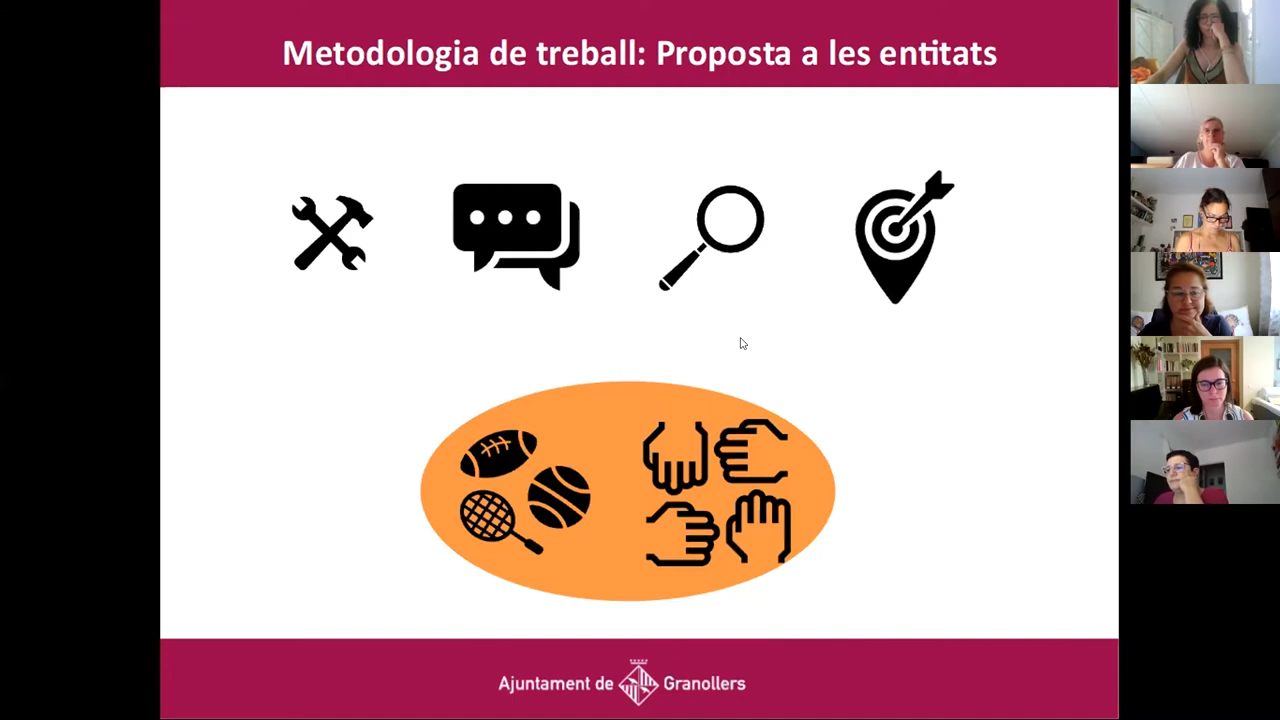 Metodologia de treball: Proposta a les entitats
Ajuntament de Granollers